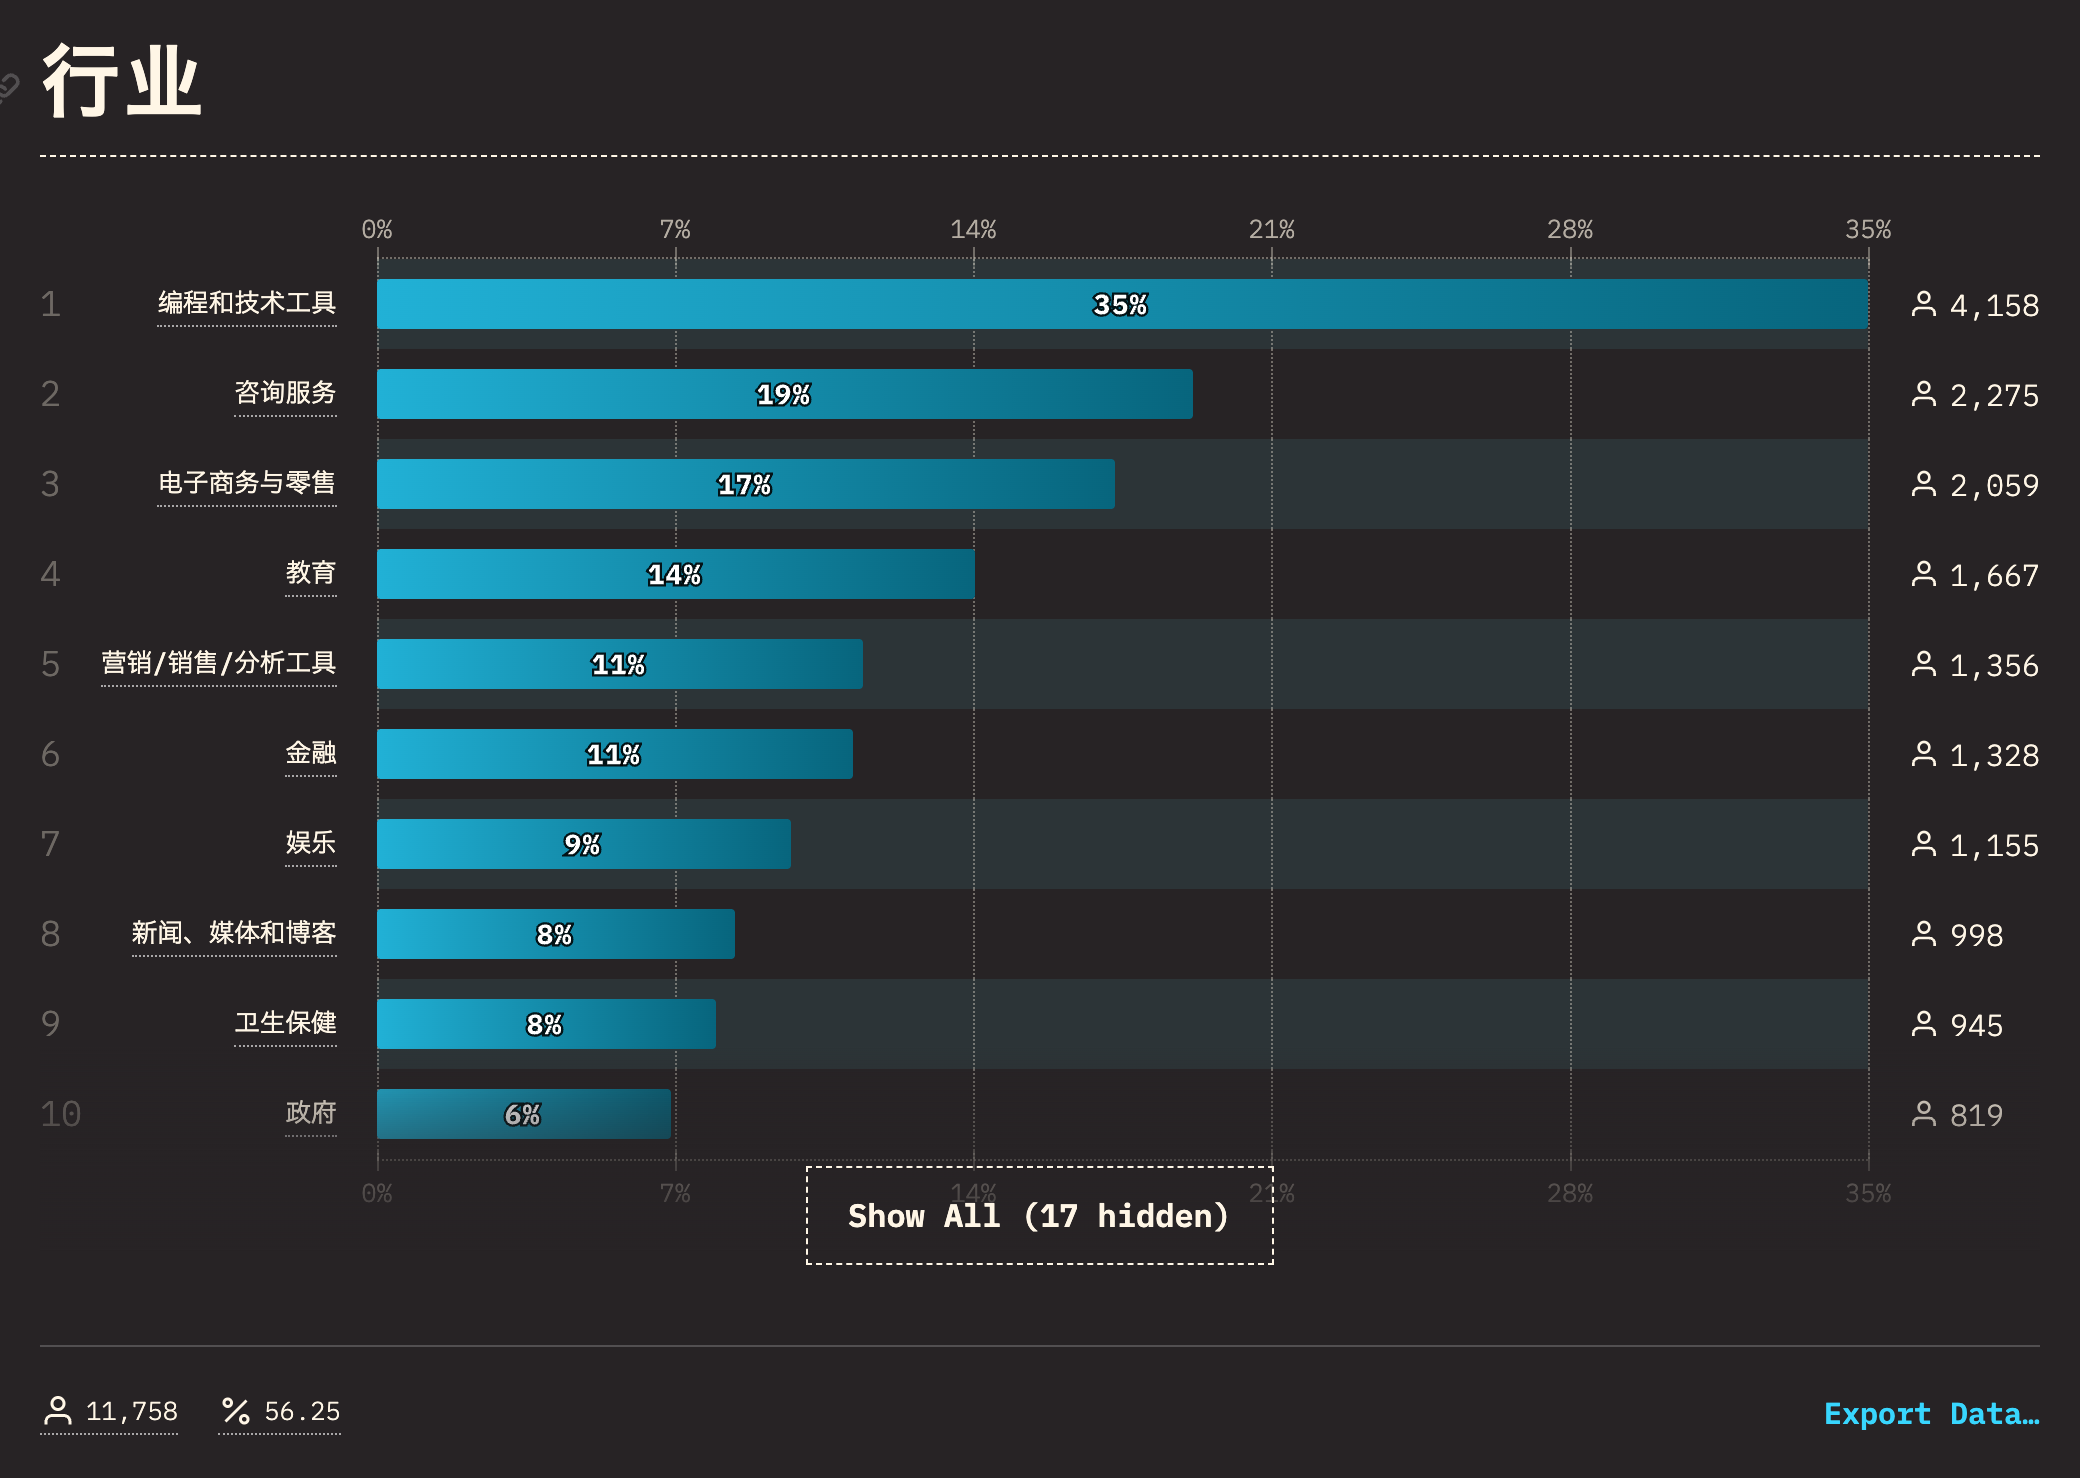 行业
0% 7% 14% 21% 28% 35%
1 编程和技术工具 35% 4,158
2 咨询服务 19% 2,275
3 电子商务与零售 17% 2,059
4 教育 14% 1,667
5 营销/销售/分析工具 11% 1,356
6 金融 11% 1,328
7 娱乐 9% 1,155
8 新闻、媒体和博客 8% 998
9 卫生保健 8% 945
10 政府 6% 819
0% 7% 14% 21% 28% 35%
Show All (17 hidden)
11,758 % 56.25 Export Data…